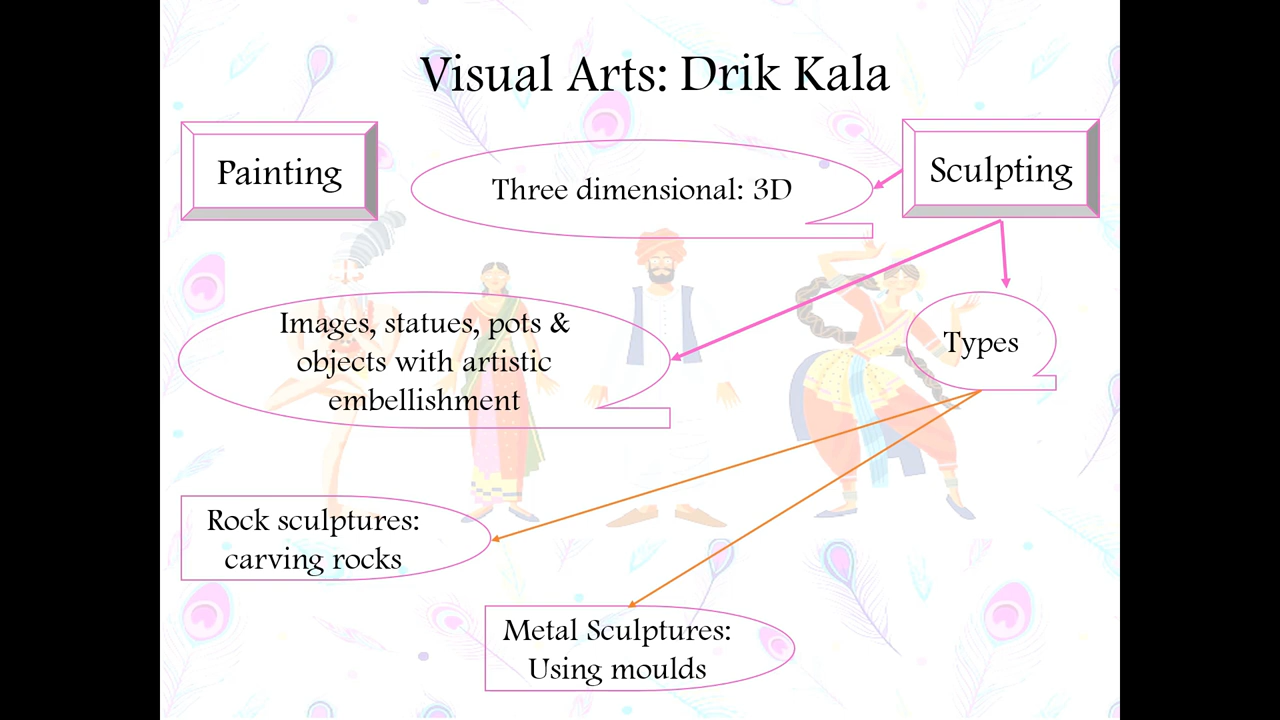 Visual Arts: Drik Kala
Painting
Three dimensional: 3D
Sculpting
Images, statues, pots &
objects with artistic
embellishment
Types
Rock sculptures:
carving rocks
Metal Sculptures:
Using moulds